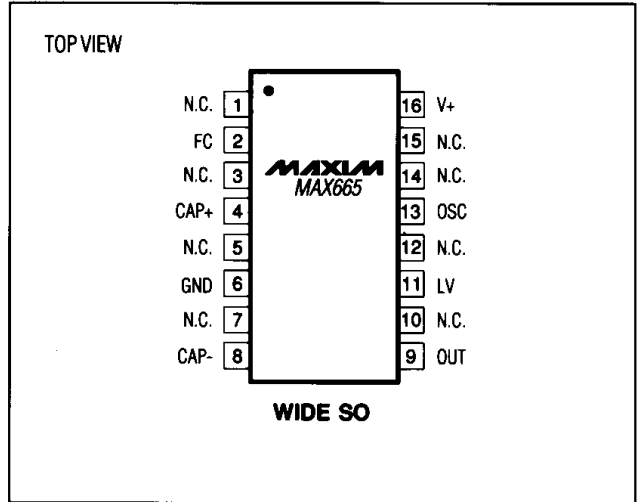 TOP VIEW
N.C. 1 16 V+
FC 2 15 N.C.
N.C. 3 MAXIM 14 N.C.
MAX665
CAP+ 4 13 OSC
N.C. 5 12 N.C.
GND 6 11 LV
N.C. 7 10 N.C.
CAP- 8 9 OUT
WIDE SO